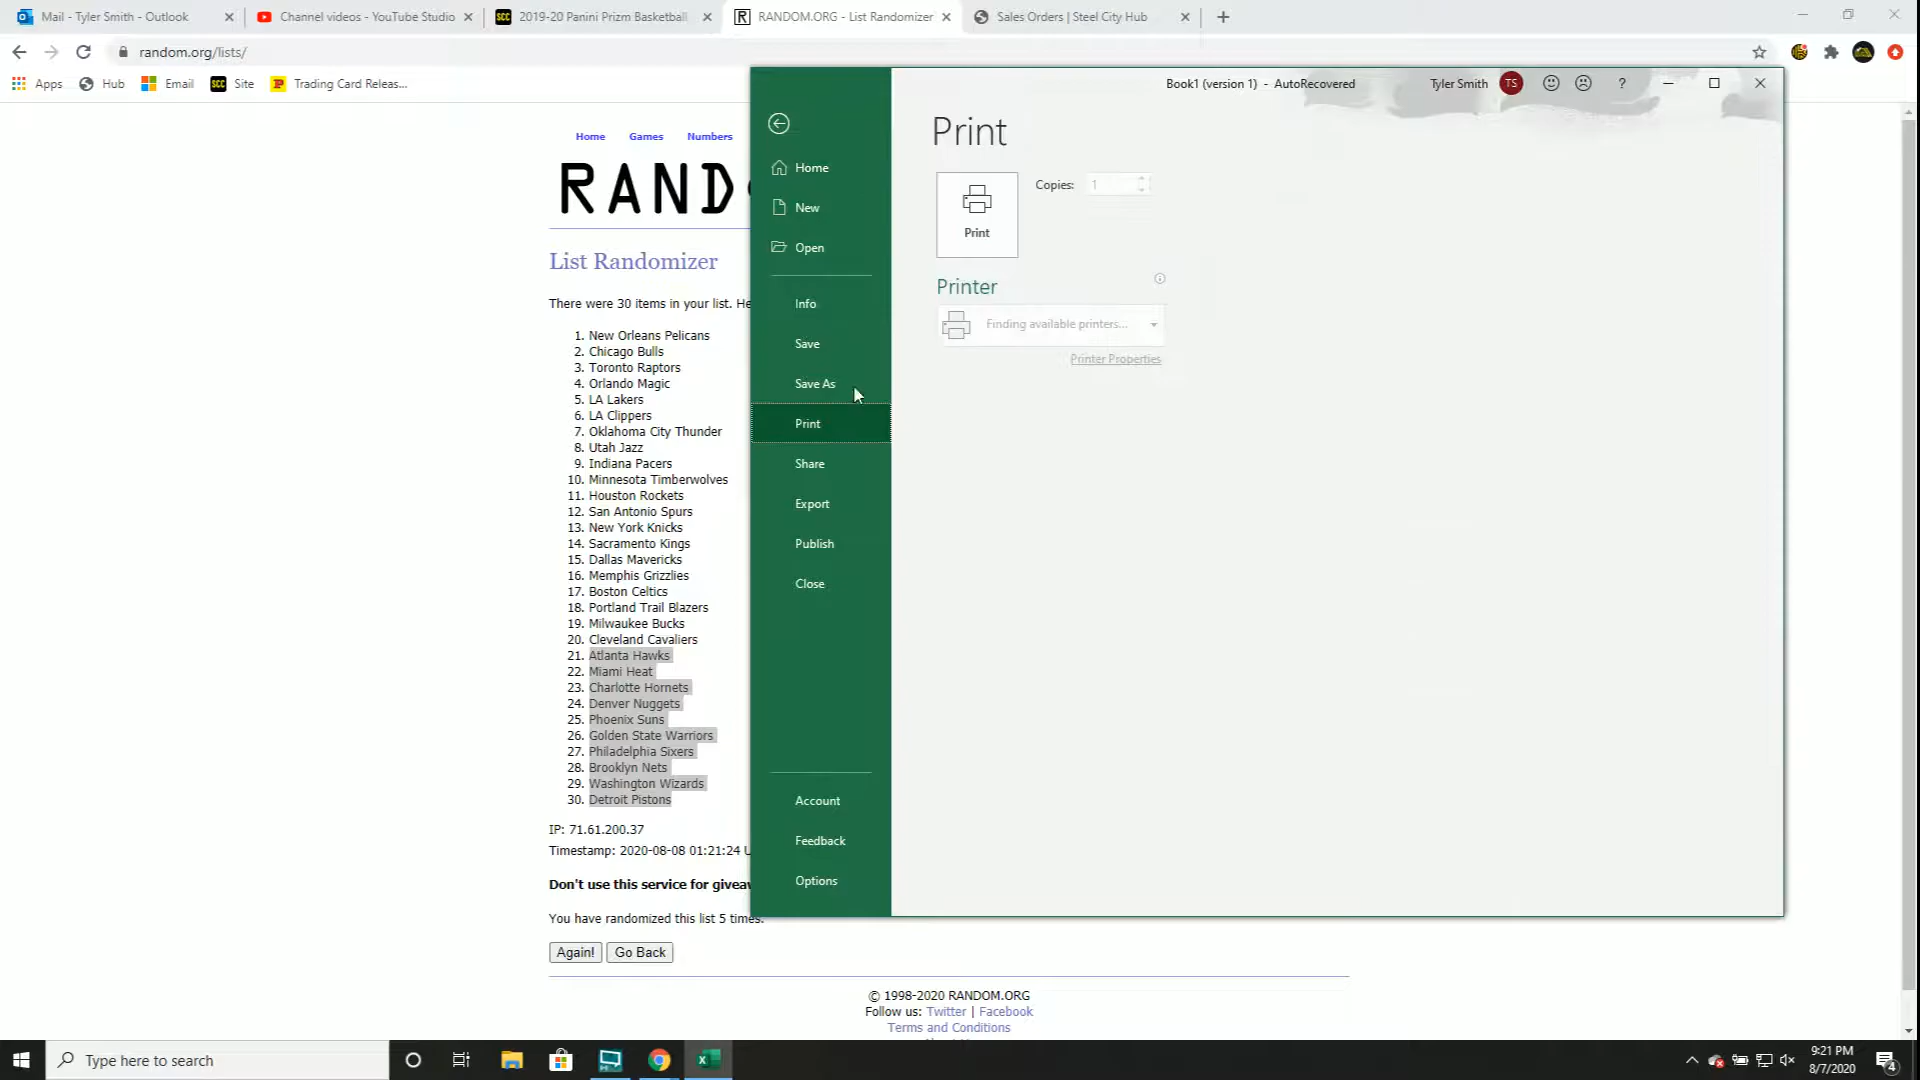 Mail - Tyler Smith - Outlook
Channel videos - YouTube Studio
SCC
2019-20 Panini Prizm Basketball
RANDOM.ORG - List Randomizer
Sales Orders | Steel City Hub
random.org/lists/
Apps
Hub
Email
SCC
Site
Trading Card Releas...
Home
Games
Numbers
RAND
List Randomizer
There were 30 items in your list. He
1. New Orleans Pelicans
2. Chicago Bulls
3. Toronto Raptors
4. Orlando Magic
5. LA Lakers
6. LA Clippers
7. Oklahoma City Thunder
8. Utah Jazz
9. Indiana Pacers
10. Minnesota Timberwolves
11. Houston Rockets
12. San Antonio Spurs
13. New York Knicks
14. Sacramento Kings
15. Dallas Mavericks
16. Memphis Grizzlies
17. Boston Celtics
18. Portland Trail Blazers
19. Milwaukee Bucks
20. Cleveland Cavaliers
21. Atlanta Hawks
22. Miami Heat
23. Charlotte Hornets
24. Denver Nuggets
25. Phoenix Suns
26. Golden State Warriors
27. Philadelphia Sixers
28. Brooklyn Nets
29. Washington Wizards
30. Detroit Pistons
IP: 71.61.200.37
Timestamp: 2020-08-08 01:21:24 U
Don't use this service for giveaw
You have randomized this list 5 times.
Again!
Go Back
© 1998-2020 RANDOM.ORG
Follow us: Twitter | Facebook
Terms and Conditions
Book1 (version 1) - AutoRecovered
Tyler Smith
TS
?
Home
New
Open
Info
Save
Save As
Print
Share
Export
Publish
Close
Account
Feedback
Options
Print
Print
Copies: 1
Printer
Finding available printers...
Printer Properties
Type here to search
9:21 PM
8/7/2020
4